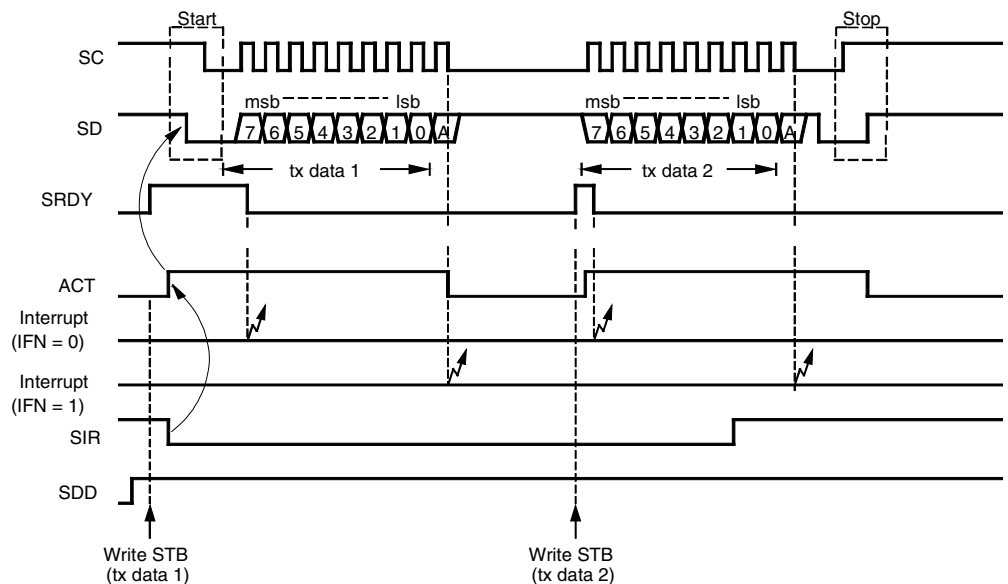 Start
Stop
SC
msb
lsb
msb
lsb
SD
7 6 5 4 3 2 1 0 A
7 6 5 4 3 2 1 0 A
tx data 1
tx data 2
SRDY
ACT
Interrupt
(IFN = 0)
Interrupt
(IFN = 1)
SIR
SDD
Write STB
(tx data 1)
Write STB
(tx data 2)